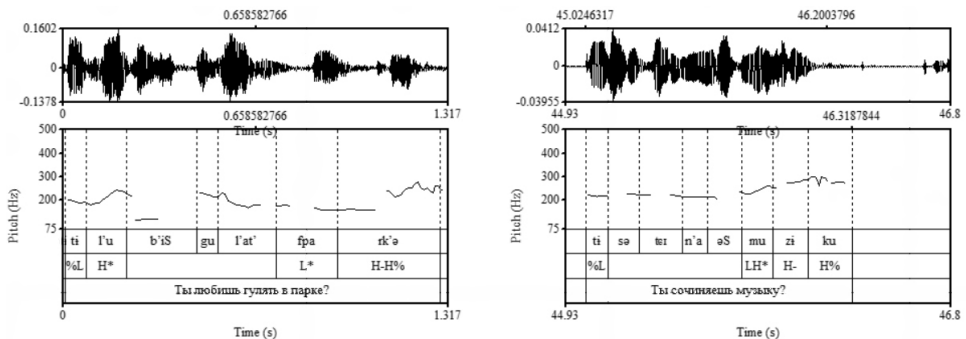 0.658582766
0.1602
0
-0.1378
0
0.658582766
1.317
Time (s)
500
400
300
200
75
Pitch (Hz)
tɨ l'u b'iS gu l'at' fpa rk'ə
%L H* L* H-H%
Ты любишь гулять в парке?
0
1.317
Time (s)
45.0246317
46.2003796
0.0412
0
-0.03955
44.93
46.3187844
46.8
Time (s)
500
400
300
200
75
Pitch (Hz)
tɨ sə tɕɪ n'a əS mu zɨ ku
%L LH* H- H%
Ты сочиняешь музыку?
44.93
46.8
Time (s)